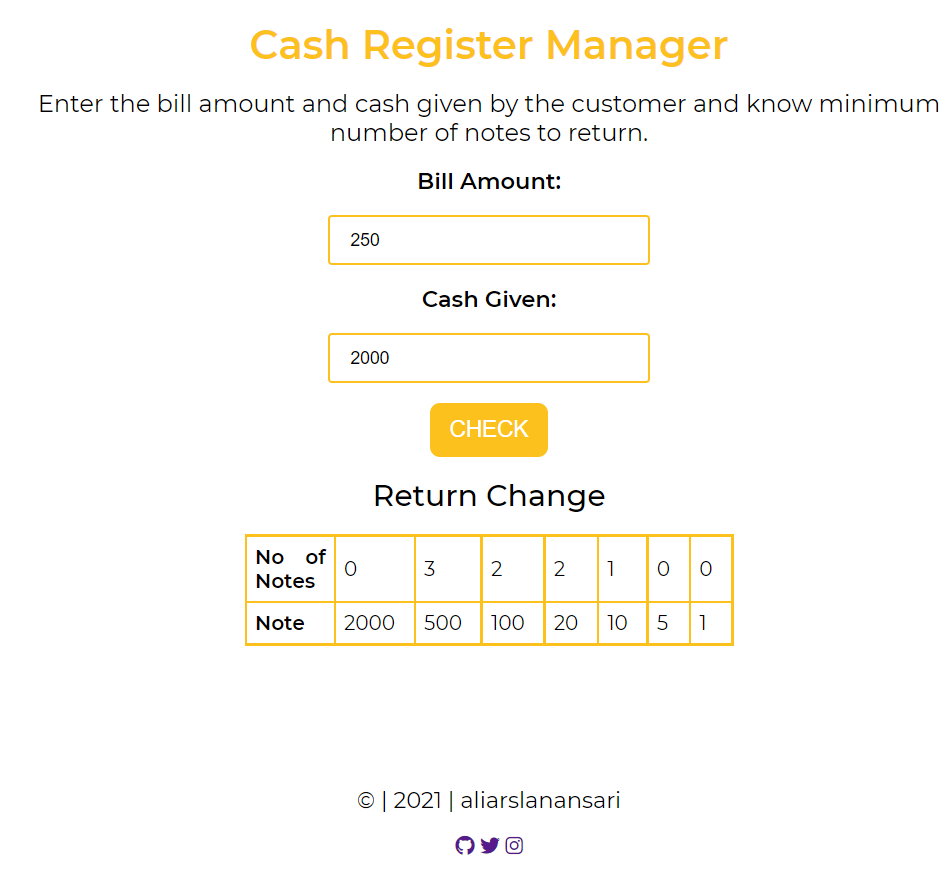 Cash Register Manager
Enter the bill amount and cash given by the customer and know minimum
number of notes to return.
Bill Amount:
250
Cash Given:
2000
CHECK
Return Change
No of
Notes 0 3 2 2 1 0 0
Note 2000 500 100 20 10 5 1
© | 2021 | aliarslanansari